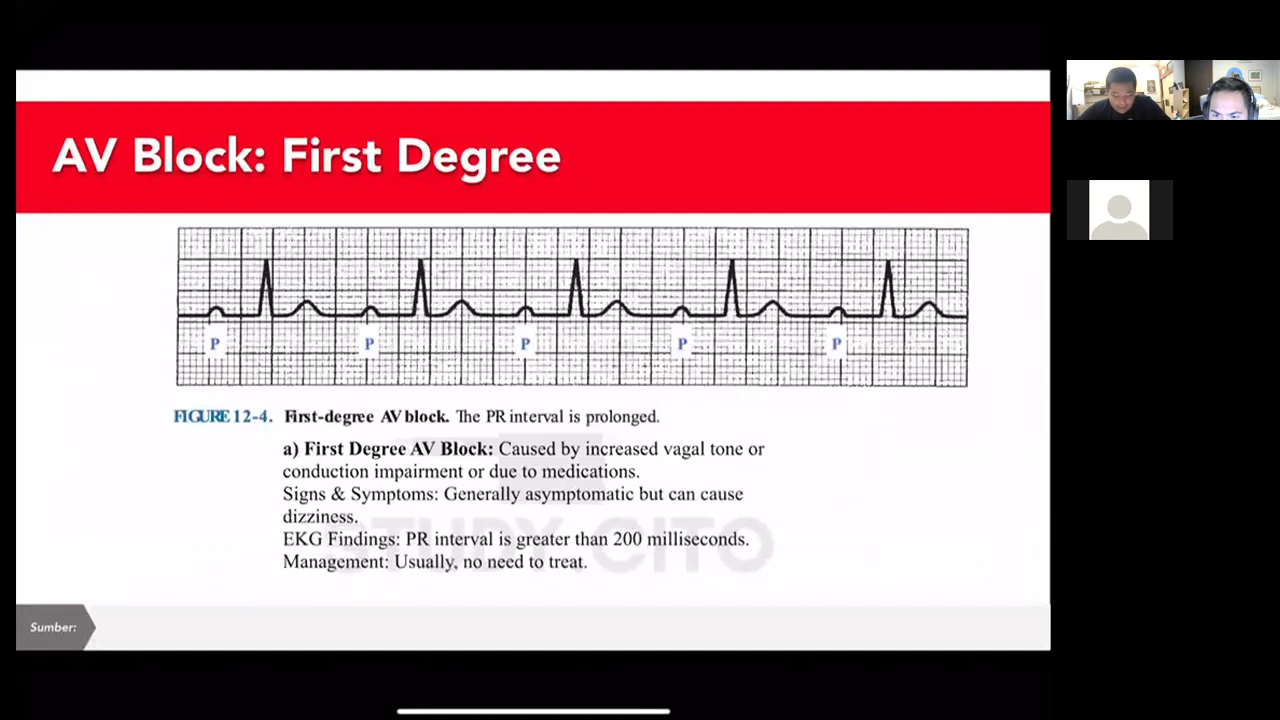 AV Block: First Degree
P P P P P
FIGURE 12-4. First-degree AV block. The PR interval is prolonged.
a) First Degree AV Block: Caused by increased vagal tone or
conduction impairment or due to medications.
Signs & Symptoms: Generally asymptomatic but can cause
dizziness.
EKG Findings: PR interval is greater than 200 milliseconds.
Management: Usually, no need to treat.
STUDY CITO
Sumber: